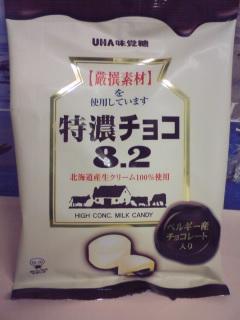 UHA味覚糖
【厳撰素材】
を
使用しています
特濃チョコ
8.2
北海道産生クリーム100%使用
HIGH CONC. MILK CANDY
ベルギー産
チョコレート
入り